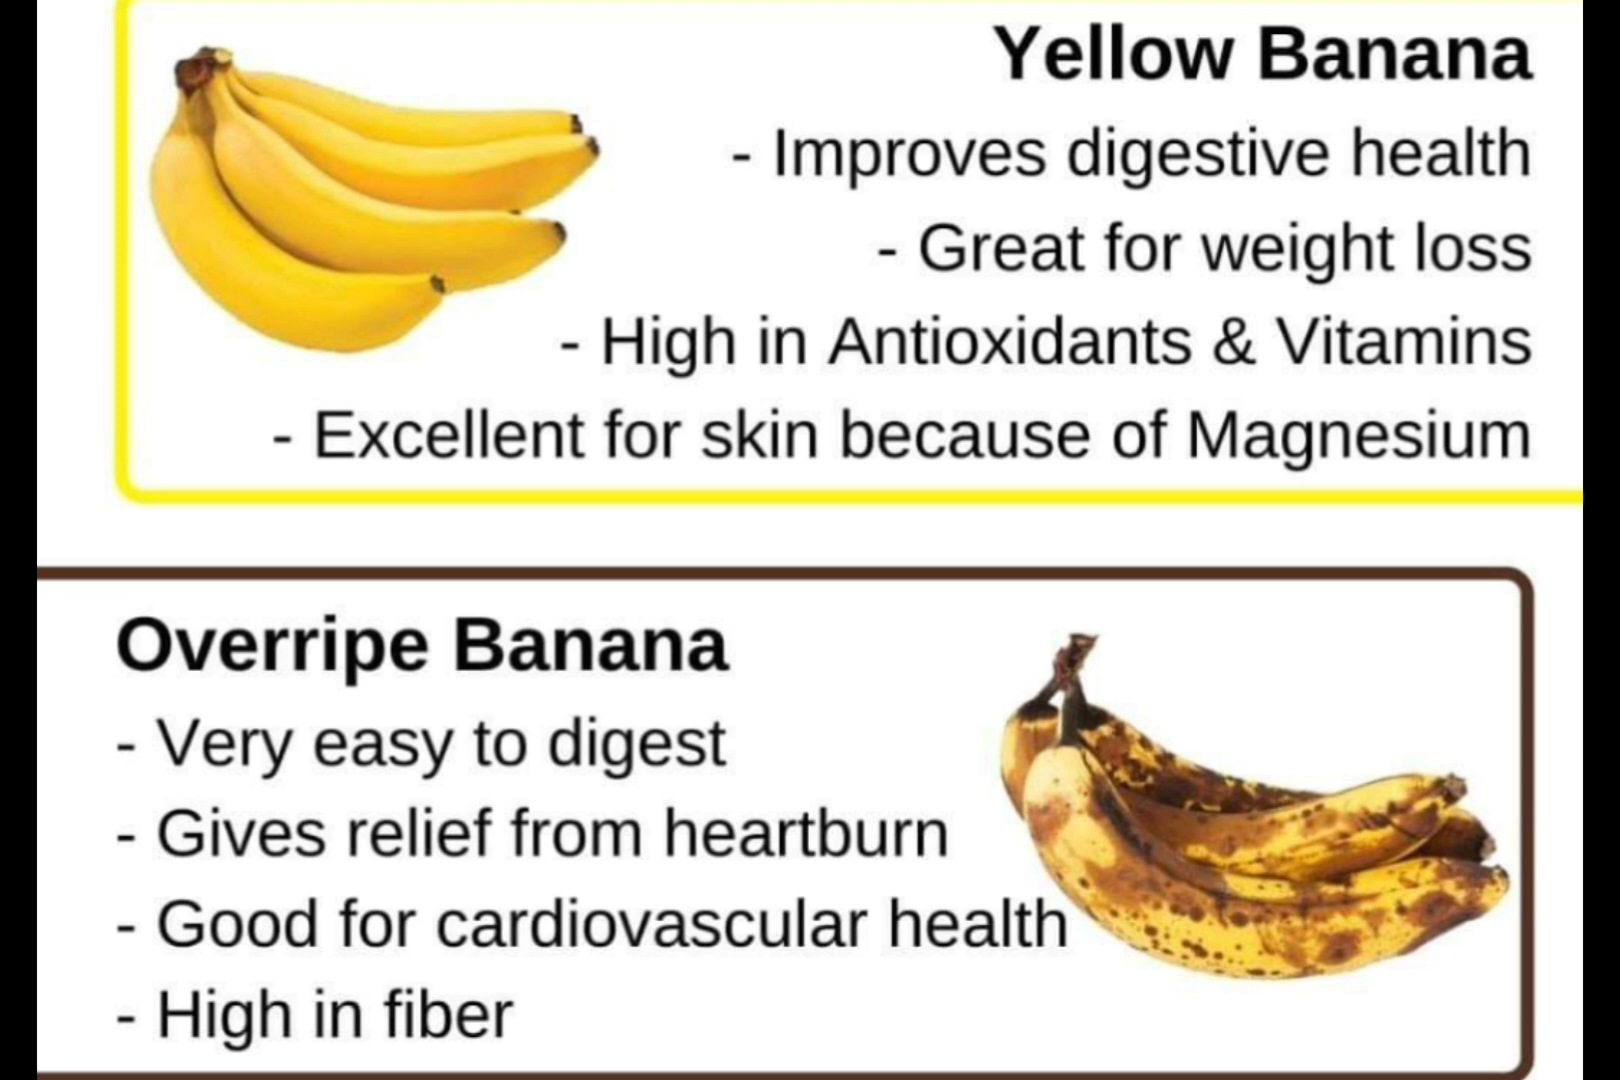 Yellow Banana
- Improves digestive health
- Great for weight loss
- High in Antioxidants & Vitamins
- Excellent for skin because of Magnesium
Overripe Banana
- Very easy to digest
- Gives relief from heartburn
- Good for cardiovascular health
- High in fiber